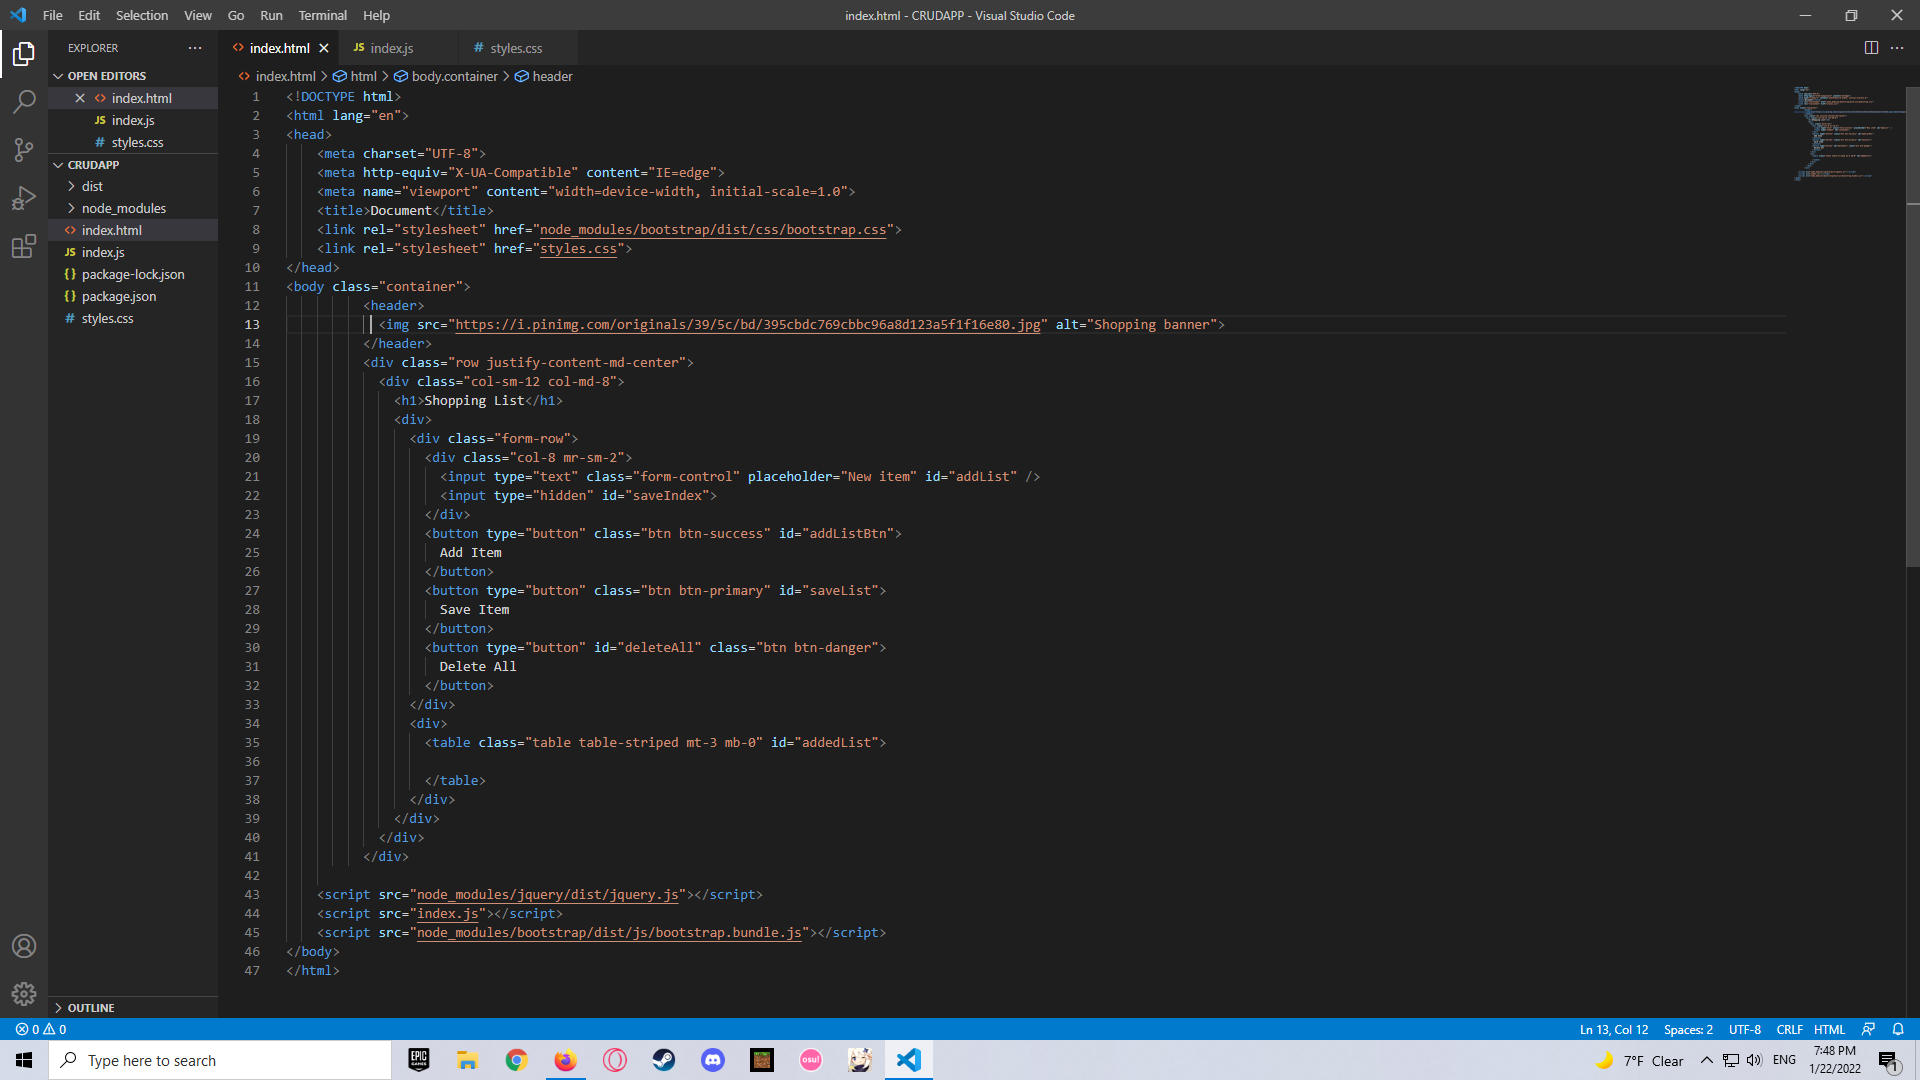 File Edit Selection View Go Run Terminal Help
index.html - CRUDAPP - Visual Studio Code
EXPLORER
OPEN EDITORS
index.html
index.js
styles.css
CRUDAPP
dist
node_modules
index.html
index.js
package-lock.json
package.json
styles.css
OUTLINE
index.html
index.js
styles.css
index.html > html > body.container > header
1 <!DOCTYPE html>
2 <html lang="en">
3 <head>
4 <meta charset="UTF-8">
5 <meta http-equiv="X-UA-Compatible" content="IE=edge">
6 <meta name="viewport" content="width=device-width, initial-scale=1.0">
7 <title>Document</title>
8 <link rel="stylesheet" href="node_modules/bootstrap/dist/css/bootstrap.css">
9 <link rel="stylesheet" href="styles.css">
10 </head>
11 <body class="container">
12 <header>
13 <img src="https://i.pinimg.com/originals/39/5c/bd/395cbdc769cbbc96a8d123a5f1f16e80.jpg" alt="Shopping banner">
14 </header>
15 <div class="row justify-content-md-center">
16 <div class="col-sm-12 col-md-8">
17 <h1>Shopping List</h1>
18 <div>
19 <div class="form-row">
20 <div class="col-8 mr-sm-2">
21 <input type="text" class="form-control" placeholder="New item" id="addList" />
22 <input type="hidden" id="saveIndex">
23 </div>
24 <button type="button" class="btn btn-success" id="addListBtn">
25 Add Item
26 </button>
27 <button type="button" class="btn btn-primary" id="saveList">
28 Save Item
29 </button>
30 <button type="button" id="deleteAll" class="btn btn-danger">
31 Delete All
32 </button>
33 </div>
34 <div>
35 <table class="table table-striped mt-3 mb-0" id="addedList">
36
37 </table>
38 </div>
39 </div>
40 </div>
41 </div>
42
43 <script src="node_modules/jquery/dist/jquery.js"></script>
44 <script src="index.js"></script>
45 <script src="node_modules/bootstrap/dist/js/bootstrap.bundle.js"></script>
46 </body>
47 </html>
0 0
Ln 13, Col 12 Spaces: 2 UTF-8 CRLF HTML
Type here to search
EPIC GAMES
osu!
7°F Clear
ENG
7:48 PM
1/22/2022
1